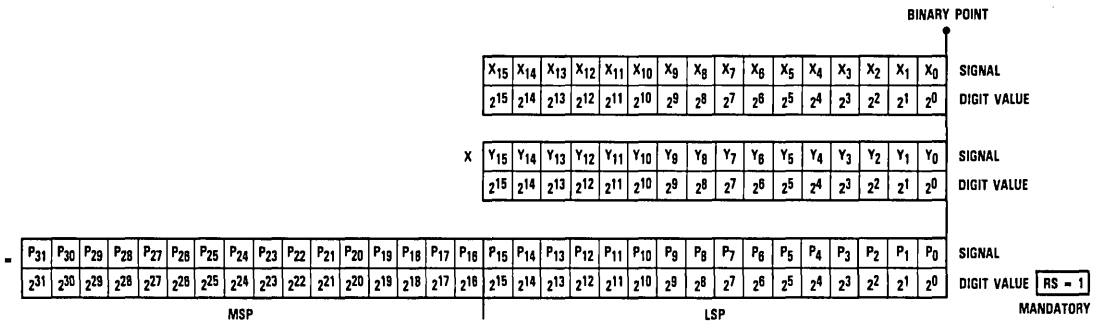 BINARY POINT
X15 X14 X13 X12 X11 X10 X9 X8 X7 X6 X5 X4 X3 X2 X1 X0 SIGNAL
2^15 2^14 2^13 2^12 2^11 2^10 2^9 2^8 2^7 2^6 2^5 2^4 2^3 2^2 2^1 2^0 DIGIT VALUE
X Y15 Y14 Y13 Y12 Y11 Y10 Y9 Y8 Y7 Y6 Y5 Y4 Y3 Y2 Y1 Y0 SIGNAL
2^15 2^14 2^13 2^12 2^11 2^10 2^9 2^8 2^7 2^6 2^5 2^4 2^3 2^2 2^1 2^0 DIGIT VALUE
= P31 P30 P29 P28 P27 P26 P25 P24 P23 P22 P21 P20 P19 P18 P17 P16 P15 P14 P13 P12 P11 P10 P9 P8 P7 P6 P5 P4 P3 P2 P1 P0 SIGNAL
2^31 2^30 2^29 2^28 2^27 2^26 2^25 2^24 2^23 2^22 2^21 2^20 2^19 2^18 2^17 2^16 2^15 2^14 2^13 2^12 2^11 2^10 2^9 2^8 2^7 2^6 2^5 2^4 2^3 2^2 2^1 2^0 DIGIT VALUE RS = 1
MSP LSP MANDATORY